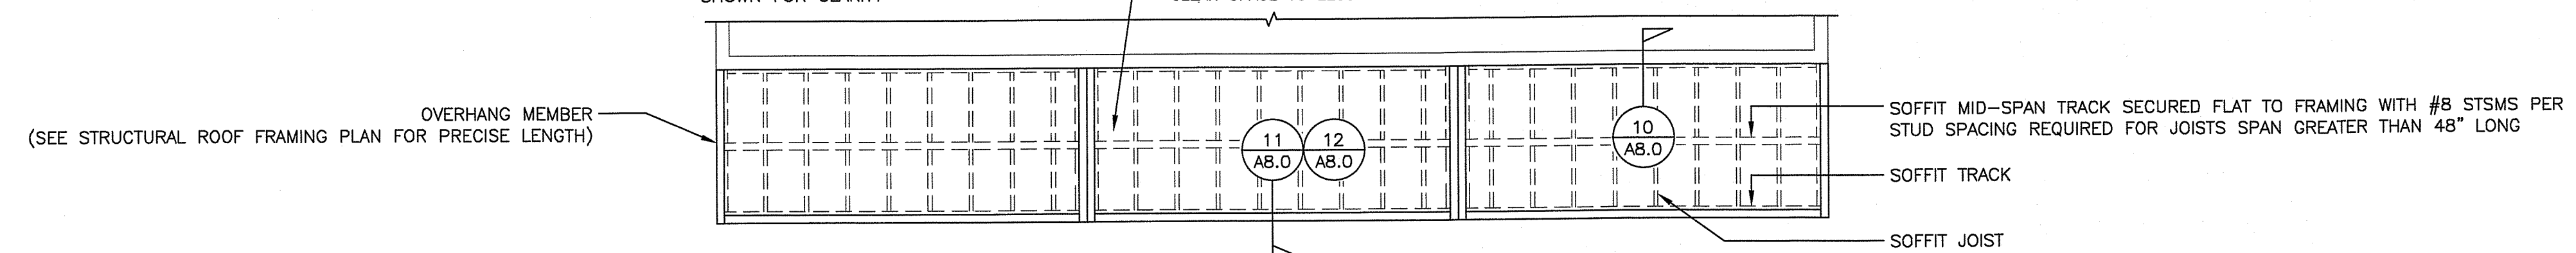 OVERHANG MEMBER
(SEE STRUCTURAL ROOF FRAMING PLAN FOR PRECISE LENGTH)
11
A8.0
12
A8.0
10
A8.0
SOFFIT MID-SPAN TRACK SECURED FLAT TO FRAMING WITH #8 STSMS PER
STUD SPACING REQUIRED FOR JOISTS SPAN GREATER THAN 48" LONG
SOFFIT TRACK
SOFFIT JOIST